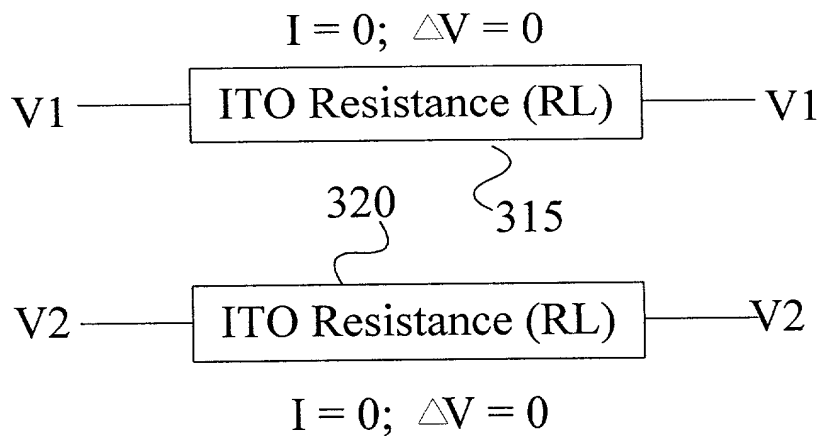 I = 0; △V = 0
V1 ITO Resistance (RL) V1
320 315
V2 ITO Resistance (RL) V2
I = 0; △V = 0